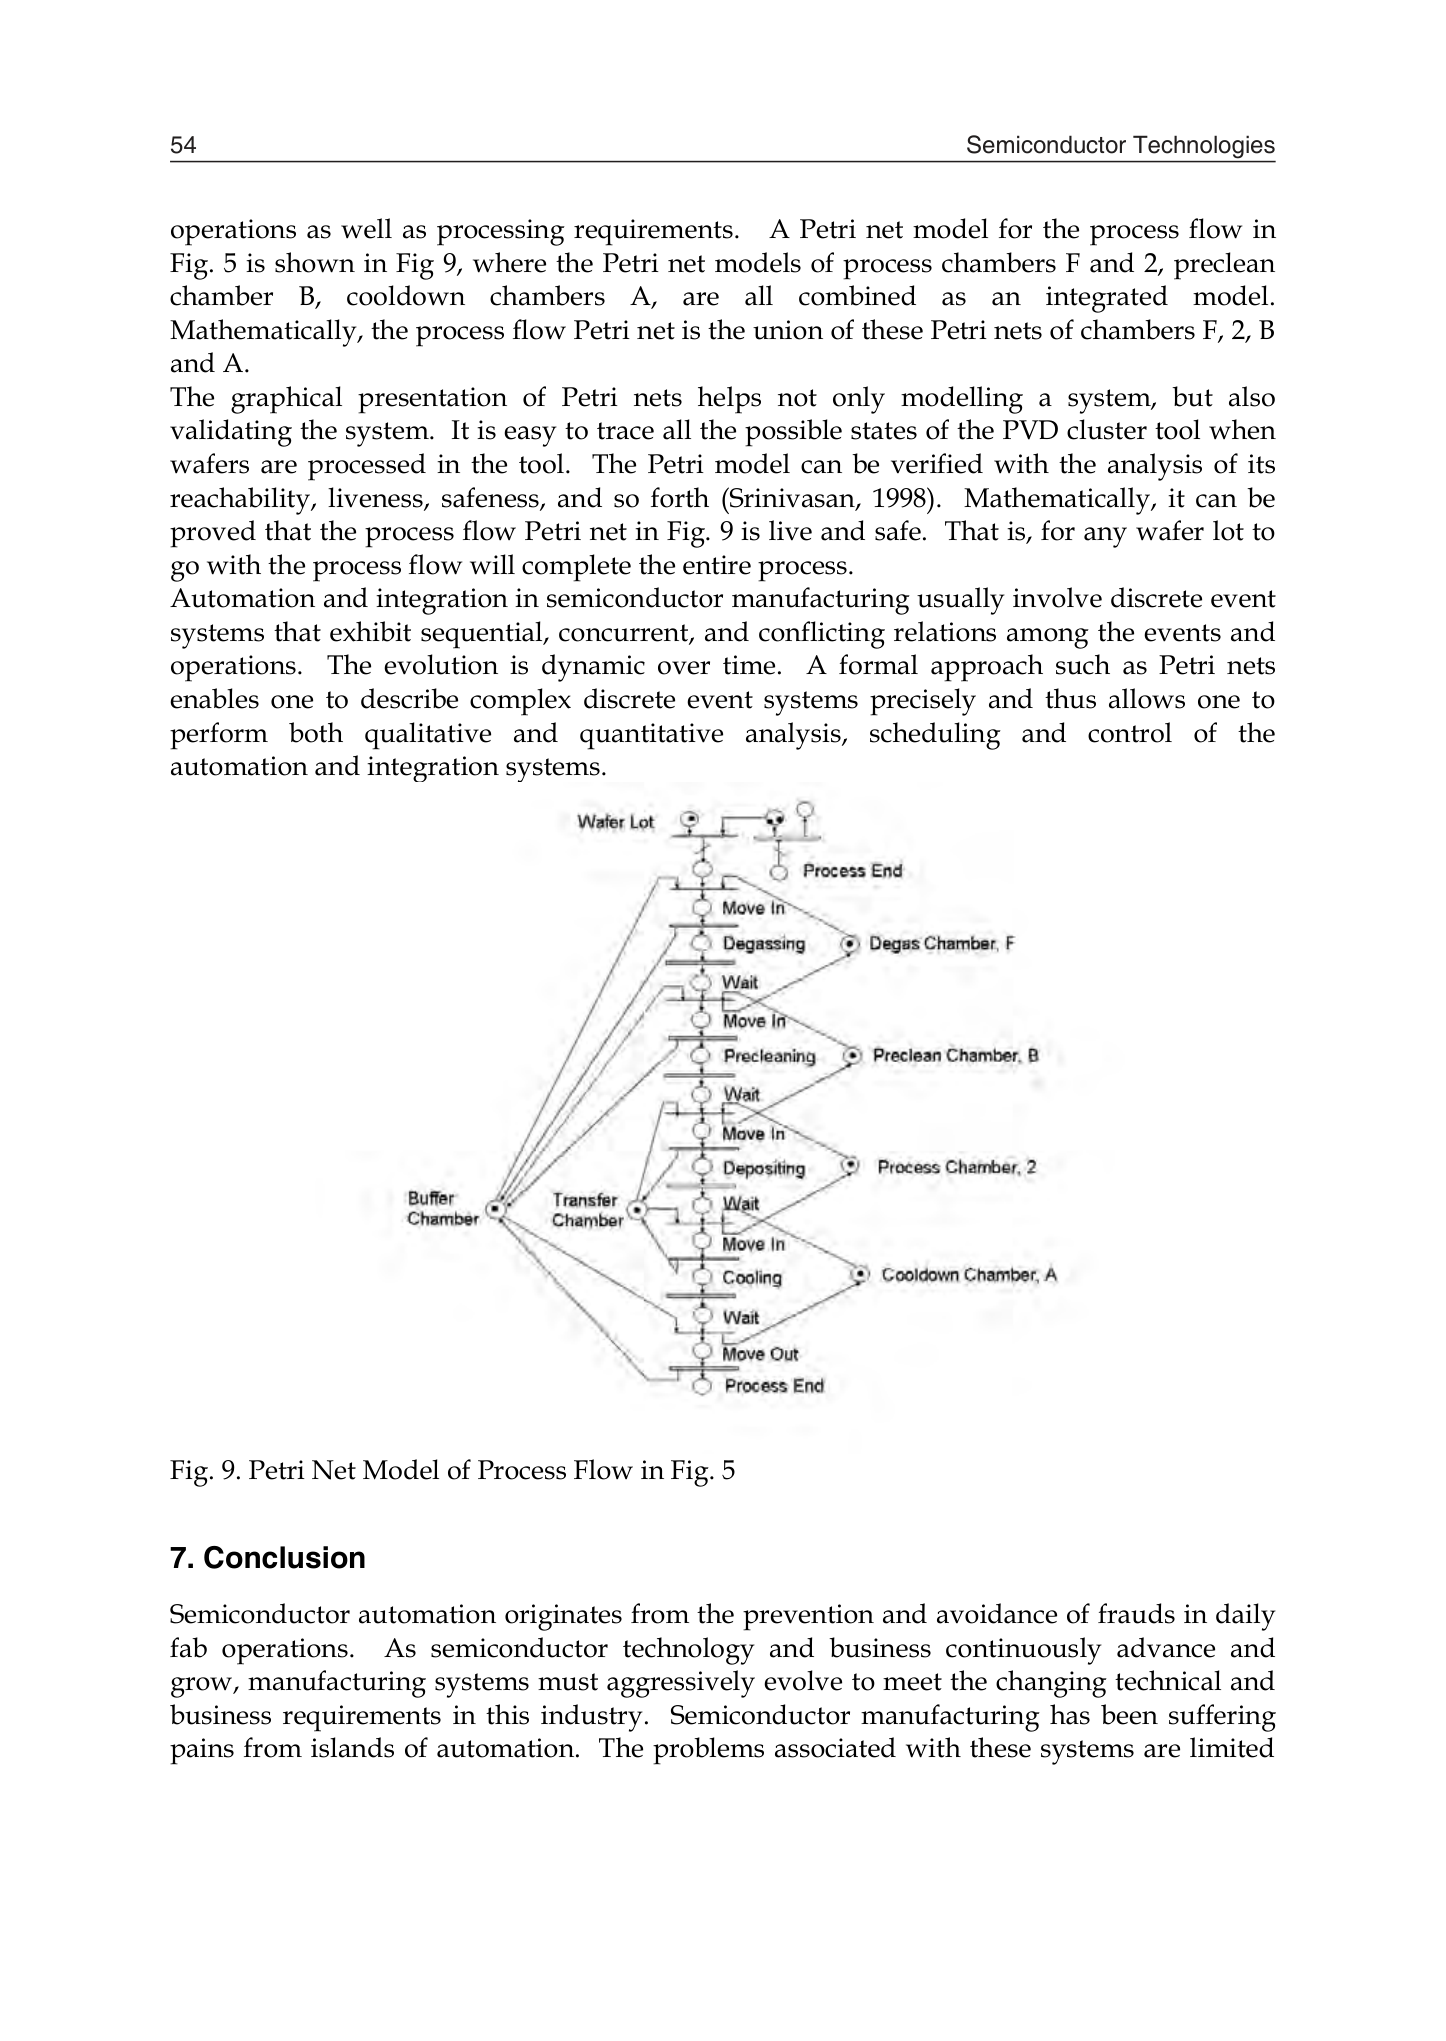 54 Semiconductor Technologies
operations as well as processing requirements. A Petri net model for the process flow in
Fig. 5 is shown in Fig 9, where the Petri net models of process chambers F and 2, preclean
chamber B, cooldown chambers A, are all combined as an integrated model.
Mathematically, the process flow Petri net is the union of these Petri nets of chambers F, 2, B
and A.
The graphical presentation of Petri nets helps not only modelling a system, but also
validating the system. It is easy to trace all the possible states of the PVD cluster tool when
wafers are processed in the tool. The Petri model can be verified with the analysis of its
reachability, liveness, safeness, and so forth (Srinivasan, 1998). Mathematically, it can be
proved that the process flow Petri net in Fig. 9 is live and safe. That is, for any wafer lot to
go with the process flow will complete the entire process.
Automation and integration in semiconductor manufacturing usually involve discrete event
systems that exhibit sequential, concurrent, and conflicting relations among the events and
operations. The evolution is dynamic over time. A formal approach such as Petri nets
enables one to describe complex discrete event systems precisely and thus allows one to
perform both qualitative and quantitative analysis, scheduling and control of the
automation and integration systems.
Wafer Lot
Process End
Move In
Degassing Degas Chamber, F
Wait
Move In
Precleaning Preclean Chamber, B
Wait
Move In
Depositing Process Chamber, 2
Buffer Transfer Wait
Chamber Chamber
Move In
Cooling Cooldown Chamber, A
Wait
Move Out
Process End
Fig. 9. Petri Net Model of Process Flow in Fig. 5
7. Conclusion
Semiconductor automation originates from the prevention and avoidance of frauds in daily
fab operations. As semiconductor technology and business continuously advance and
grow, manufacturing systems must aggressively evolve to meet the changing technical and
business requirements in this industry. Semiconductor manufacturing has been suffering
pains from islands of automation. The problems associated with these systems are limited